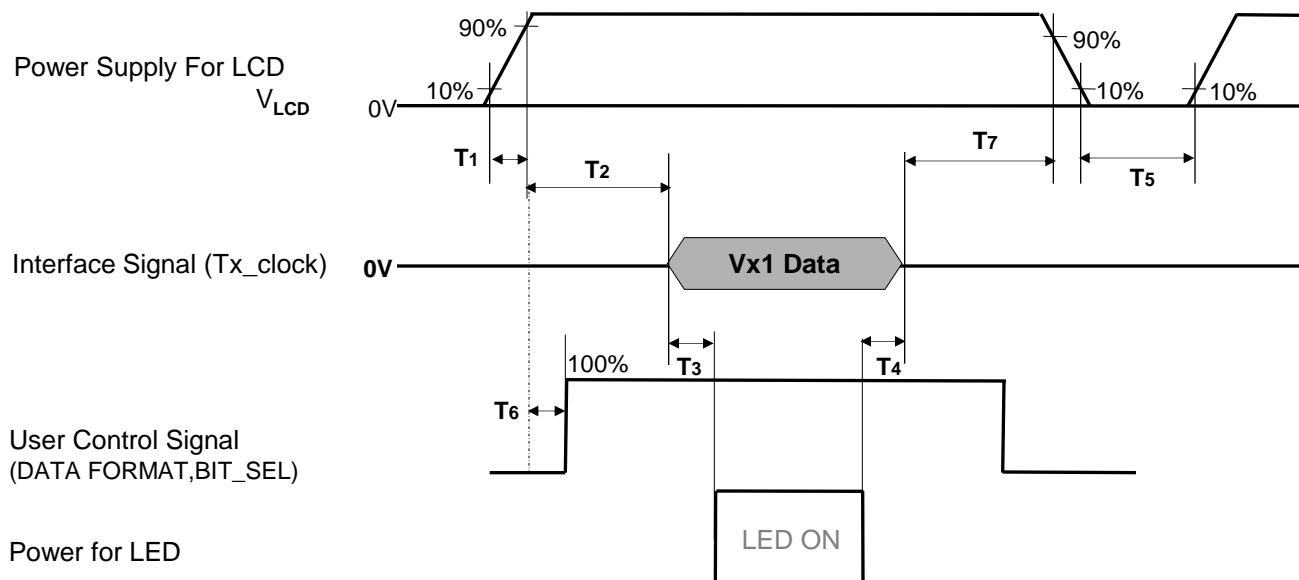 90%
90%
Power Supply For LCD
VLCD
10%
0V
10%
10%
T1
T2
T7
T5
Interface Signal (Tx_clock)
0V
Vx1 Data
T3
T4
100%
T6
User Control Signal
(DATA FORMAT,BIT_SEL)
LED ON
Power for LED